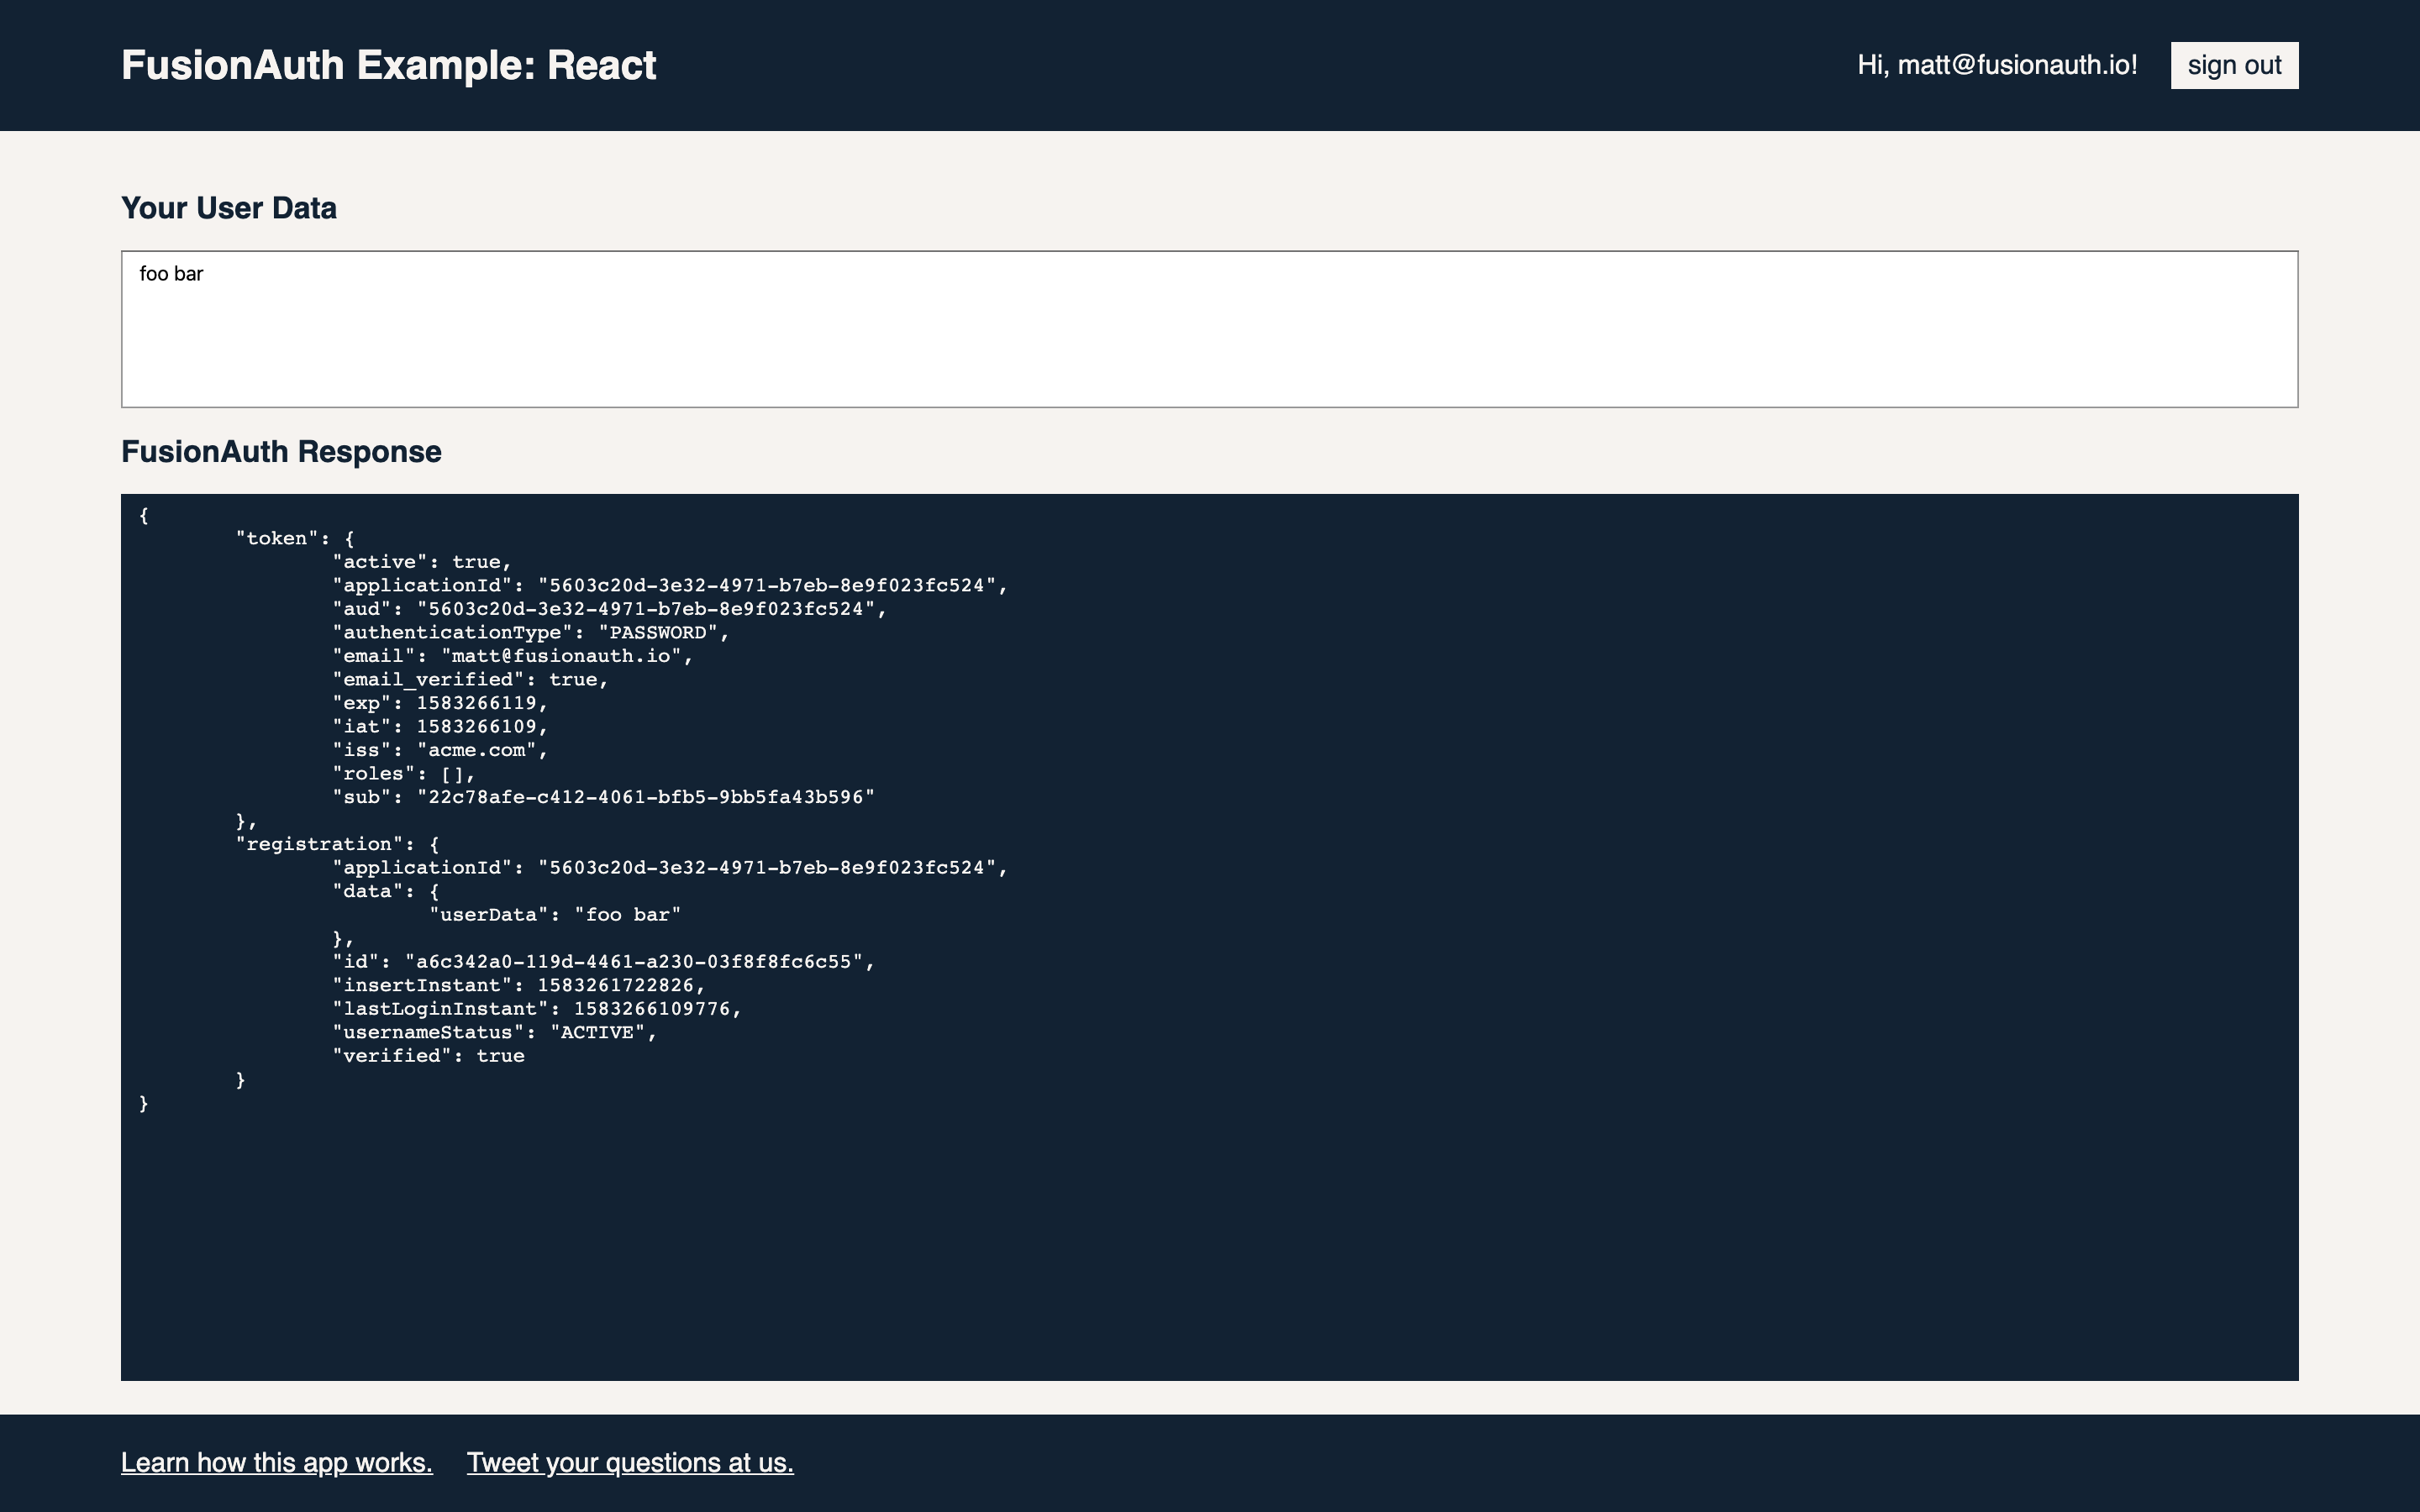 FusionAuth Example: React
Hi, matt@fusionauth.io!
sign out
Your User Data
foo bar
FusionAuth Response
{
	"token": {
		"active": true,
		"applicationId": "5603c20d-3e32-4971-b7eb-8e9f023fc524",
		"aud": "5603c20d-3e32-4971-b7eb-8e9f023fc524",
		"authenticationType": "PASSWORD",
		"email": "matt@fusionauth.io",
		"email_verified": true,
		"exp": 1583266119,
		"iat": 1583266109,
		"iss": "acme.com",
		"roles": [],
		"sub": "22c78afe-c412-4061-bfb5-9bb5fa43b596"
	},
	"registration": {
		"applicationId": "5603c20d-3e32-4971-b7eb-8e9f023fc524",
		"data": {
			"userData": "foo bar"
		},
		"id": "a6c342a0-119d-4461-a230-03f8f8fc6c55",
		"insertInstant": 1583261722826,
		"lastLoginInstant": 1583266109776,
		"usernameStatus": "ACTIVE",
		"verified": true
	}
}
Learn how this app works.
Tweet your questions at us.